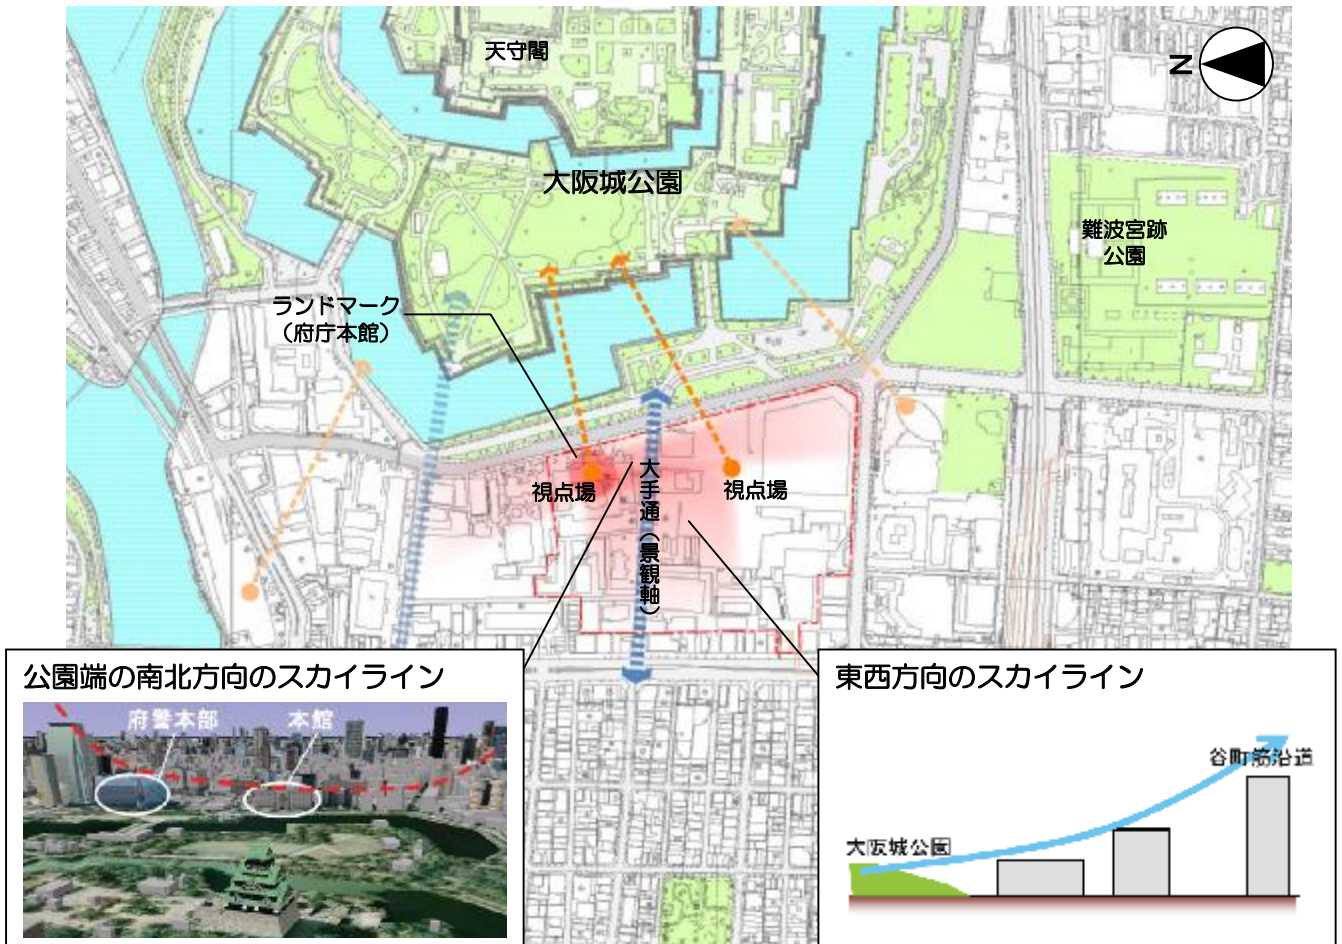 天守閣
N
大阪城公園
難波宮跡
公園
ランドマーク
（府庁本館）
視点場
大手通（景観軸）
視点場
公園端の南北方向のスカイライン
府警本部
本館
東西方向のスカイライン
谷町筋沿道
大阪城公園